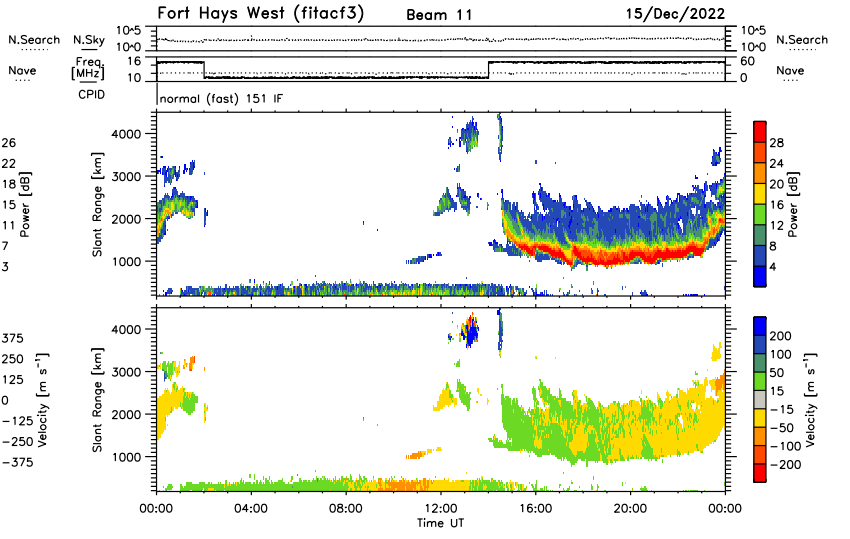 Fort Hays West (fitacf3) Beam 11 15/Dec/2022
N.Search N.Sky 10^5 10^5 N.Search
10^0 10^0
Nave Freq. [MHz] 16 60 Nave
10 0
CPID normal (fast) 151 IF
26 22 18 15 11 7 3
Power [dB]
Slant Range [km]
4000
3000
2000
1000
28
24
20
16
12
8
4
Power [dB]
375 250 125 0 −125 −250 −375
Velocity [m s⁻¹]
Slant Range [km]
4000
3000
2000
1000
200
100
50
15
−15
−50
−100
−200
Velocity [m s⁻¹]
00:00 04:00 08:00 12:00 16:00 20:00 00:00
Time UT